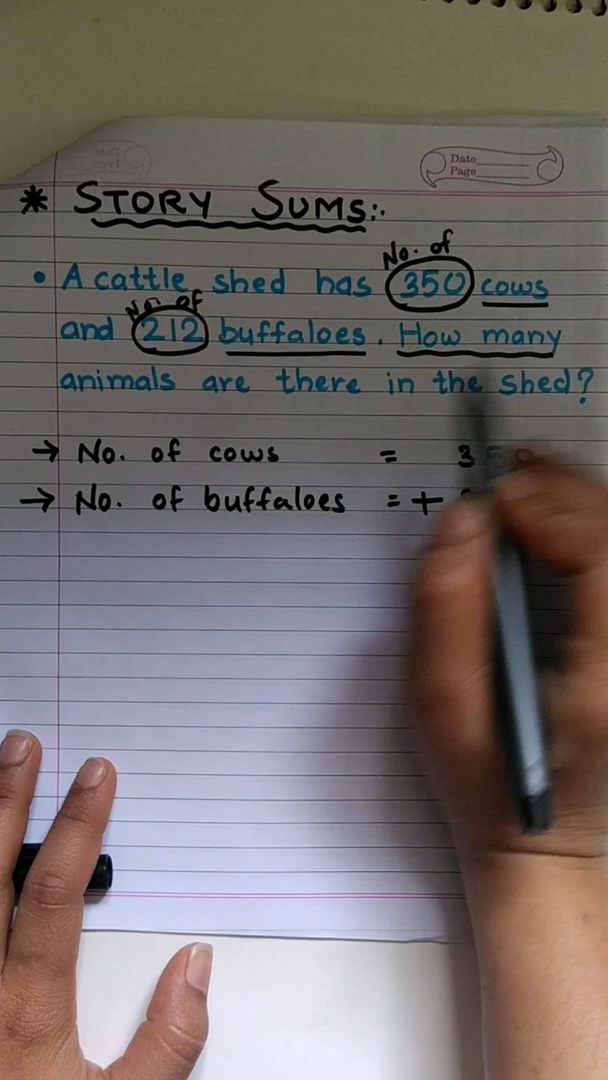 Date
Page
* STORY SUMS:.
No. of
• A cattle shed has 350 cows
No. of
and 212 buffaloes. How many
animals are there in the shed?
→ No. of cows = 350
→ No. of buffaloes = +